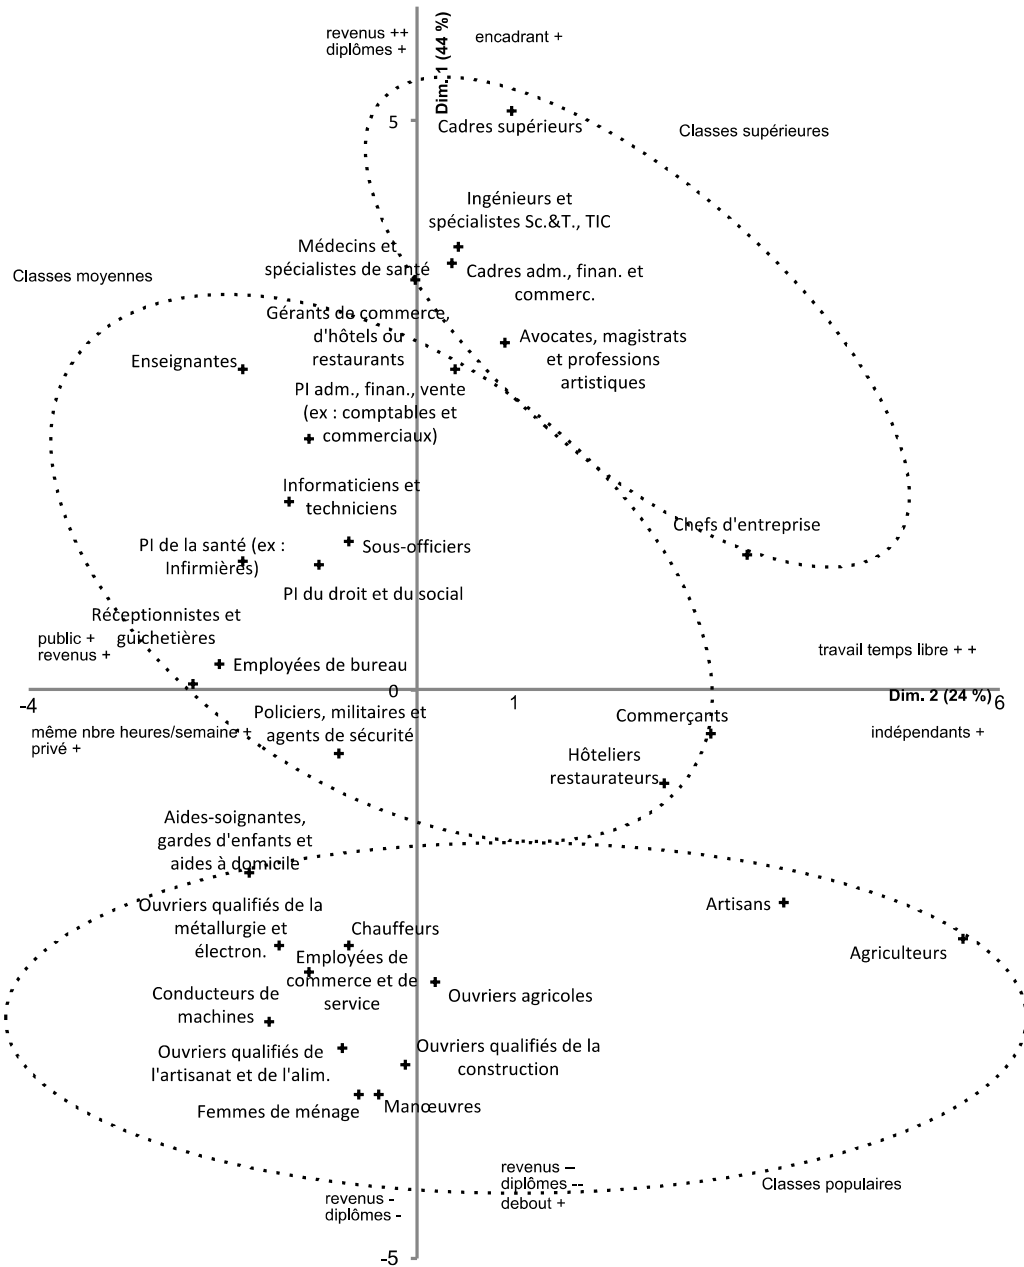 revenus ++
diplômes +
Dim. 1 (44 %)
encadrant +
5
Cadres supérieurs
Classes supérieures
Ingénieurs et
spécialistes Sc.&T., TIC
Médecins et
spécialistes de santé
Cadres adm., finan. et
commerc.
Classes moyennes
Gérants de commerce,
d'hôtels ou
restaurants
Avocates, magistrats
et professions
artistiques
Enseignantes
PI adm., finan., vente
(ex : comptables et
commerciaux)
Informaticiens et
techniciens
Chefs d'entreprise
PI de la santé (ex :
Infirmières)
Sous-officiers
PI du droit et du social
Réceptionnistes et
guichetières
public +
revenus +
Employées de bureau
travail temps libre + +
-4
0
1
Dim. 2 (24 %)
6
Policiers, militaires et
agents de sécurité
Commerçants
même nbre heures/semaine +
privé +
indépendants +
Hôteliers
restaurateurs
Aides-soignantes,
gardes d'enfants et
aides à domicile
Ouvriers qualifiés de la
métallurgie et
électron.
Artisans
Chauffeurs
Agriculteurs
Employées de
commerce et de
service
Conducteurs de
machines
Ouvriers agricoles
Ouvriers qualifiés de
l'artisanat et de l'alim.
Ouvriers qualifiés de la
construction
Femmes de ménage
Manœuvres
revenus –
diplômes --
debout +
Classes populaires
revenus -
diplômes -
-5